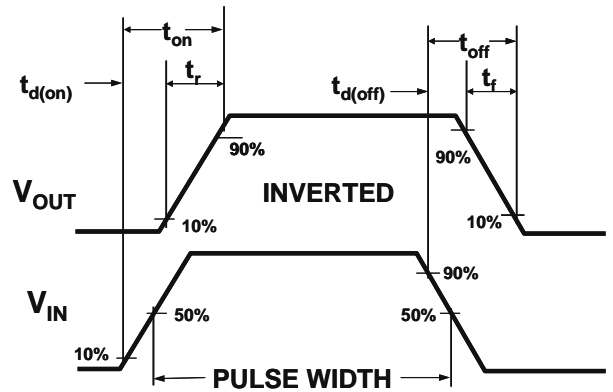 t_on
t_off
t_d(on)
t_r
t_d(off)
t_f
90%
90%
V_OUT
INVERTED
10%
10%
90%
V_IN
50%
50%
10%
PULSE WIDTH